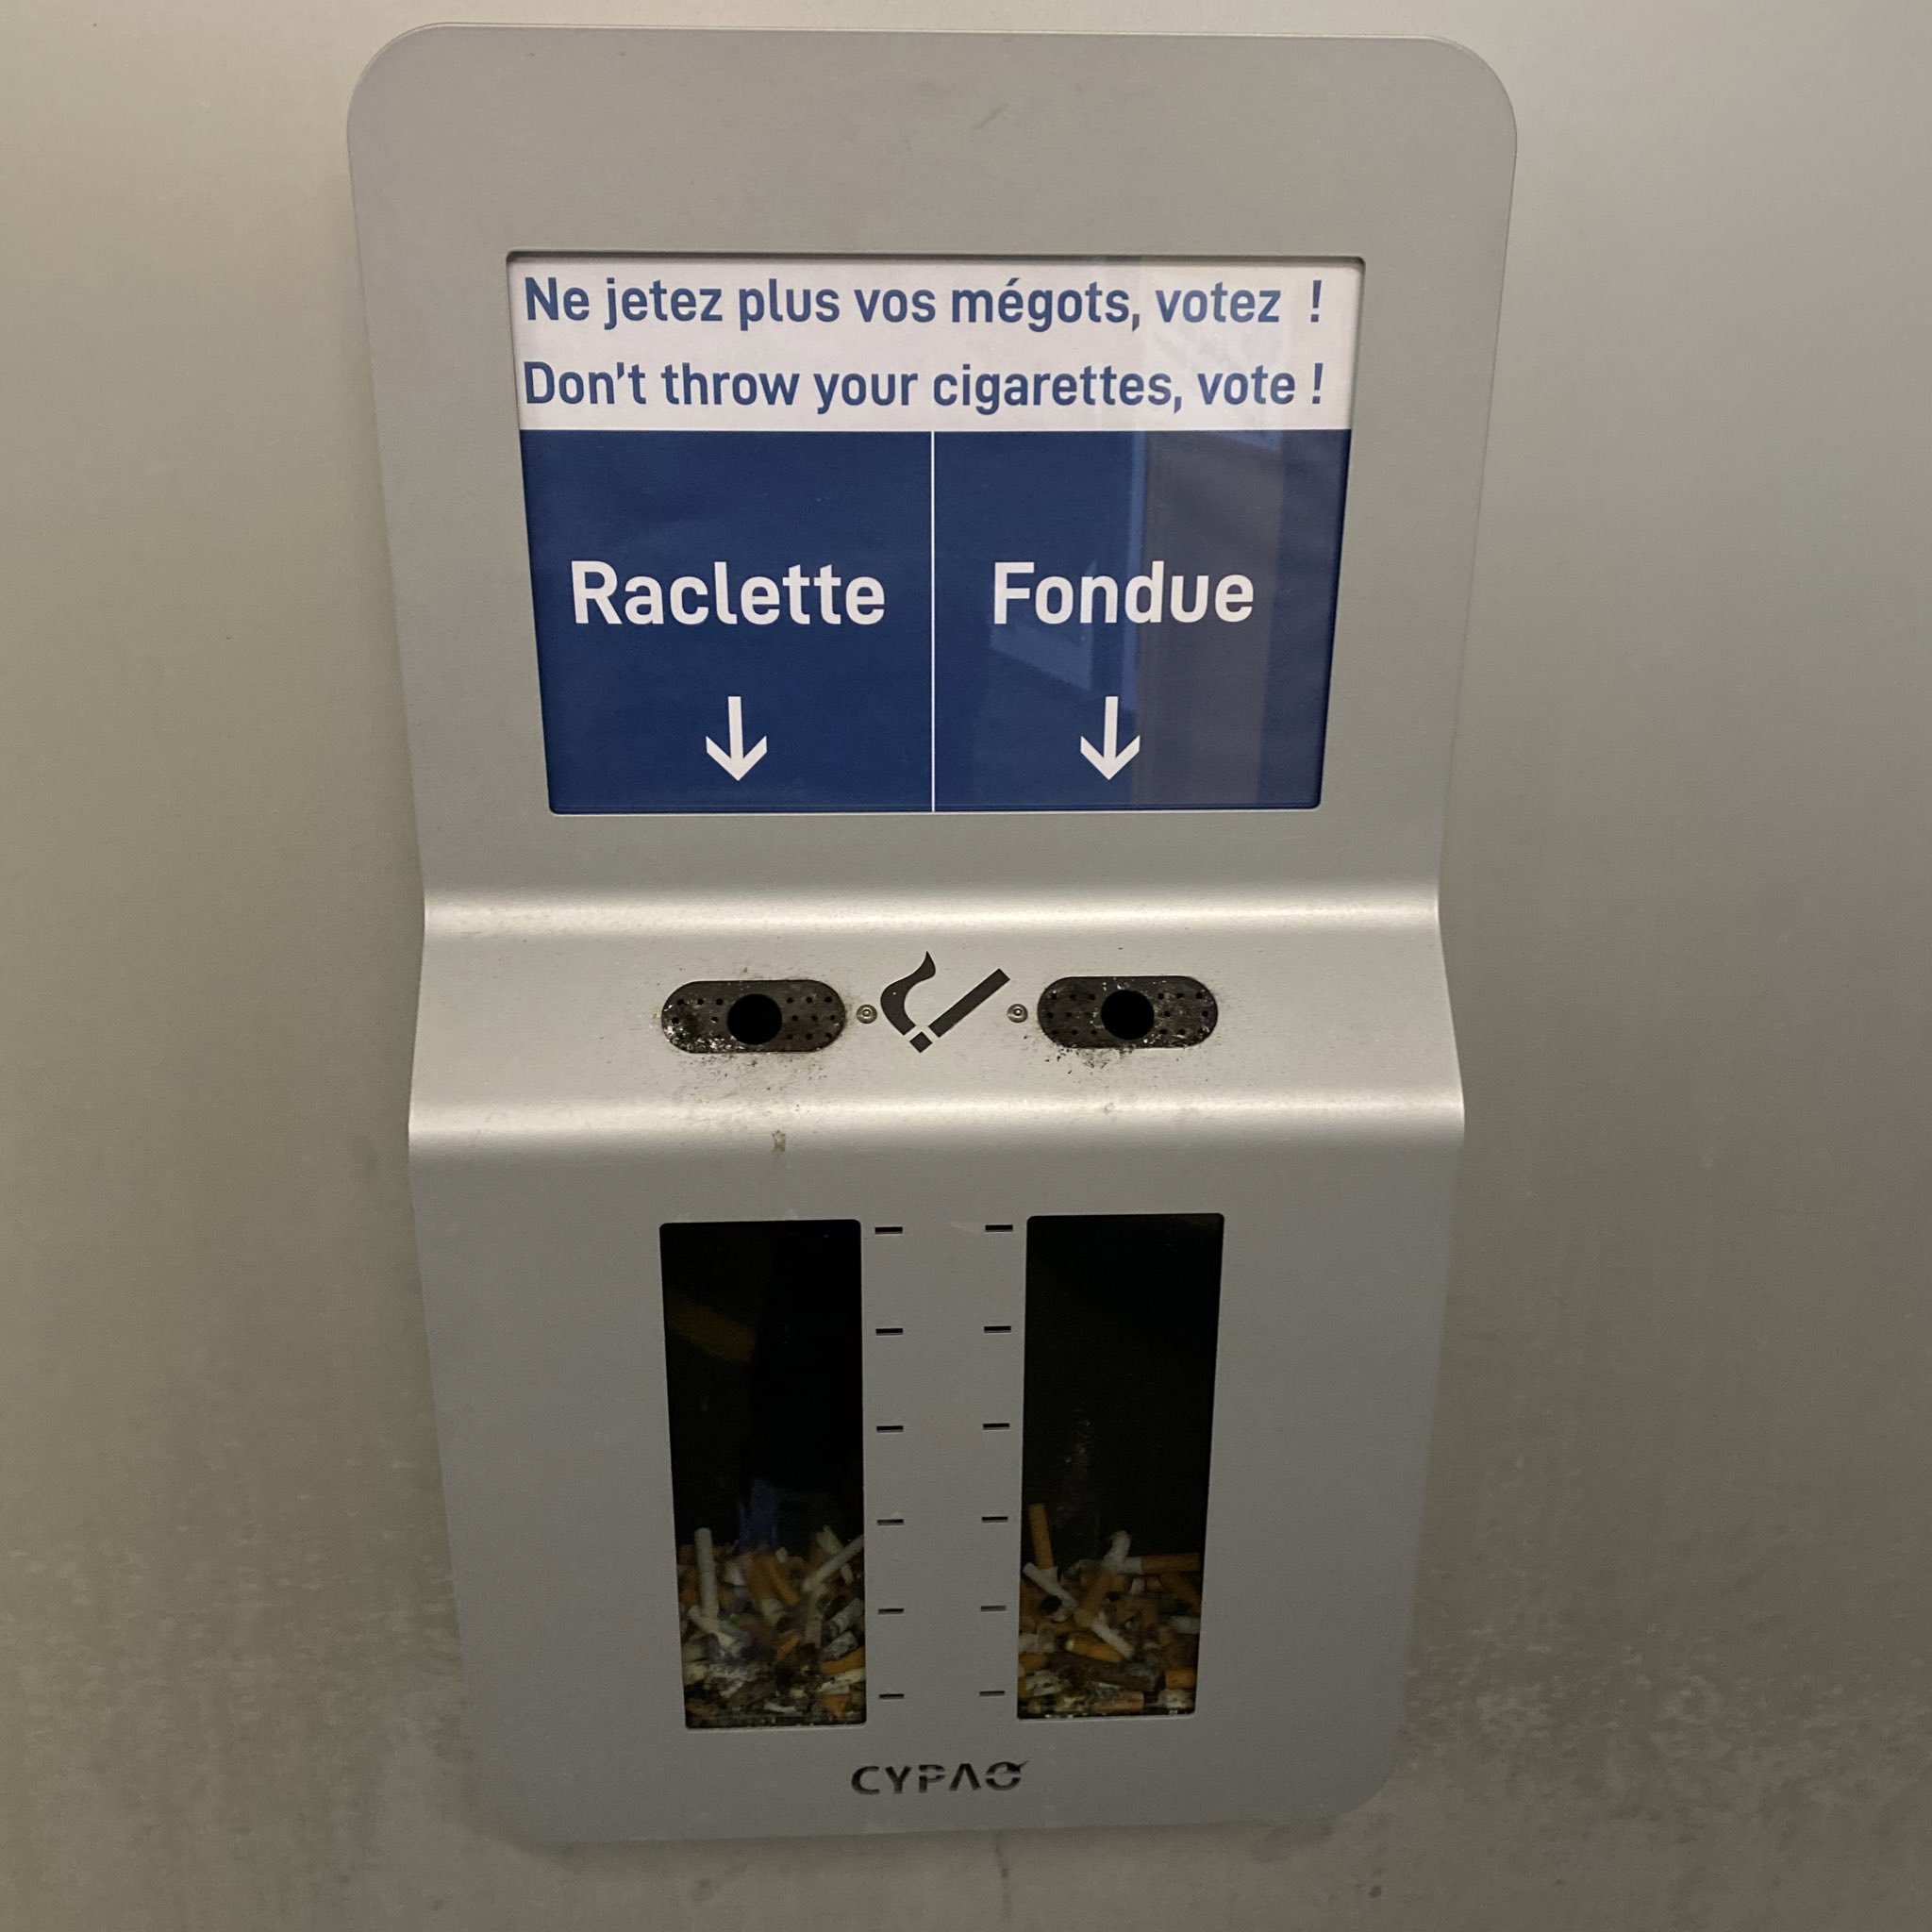 Ne jetez plus vos mégots, votez !
Don't throw your cigarettes, vote !
Raclette
Fondue
CYPAO